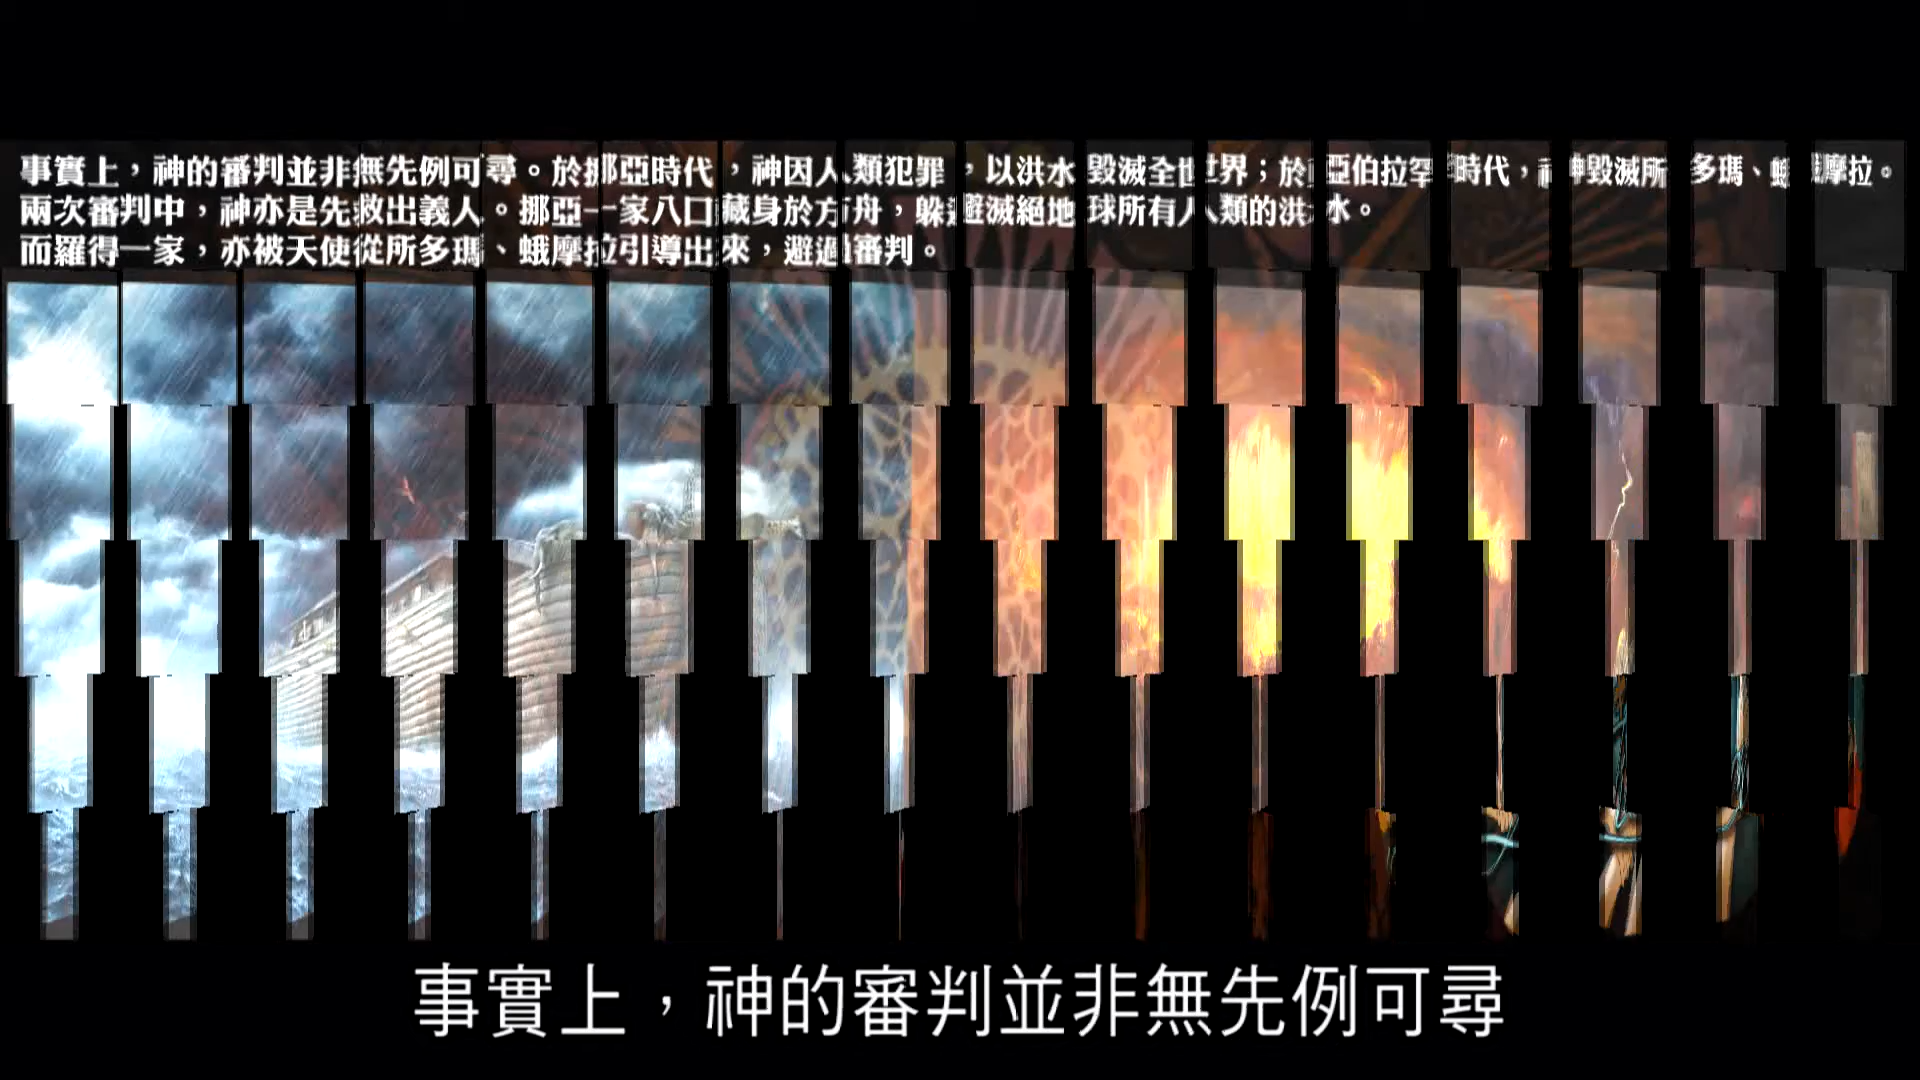 事實上，神的審判並非無先例可尋。於挪亞時代，神因人類犯罪，以洪水毀滅全世界；於亞伯拉罕時代，神毀滅所多瑪、蛾摩拉。
兩次審判中，神亦是先救出義人。挪亞一家八口藏身於方舟，躲避滅絕地球所有人類的洪水。
而羅得一家，亦被天使從所多瑪、蛾摩拉引導出來，避過審判。
事實上，神的審判並非無先例可尋